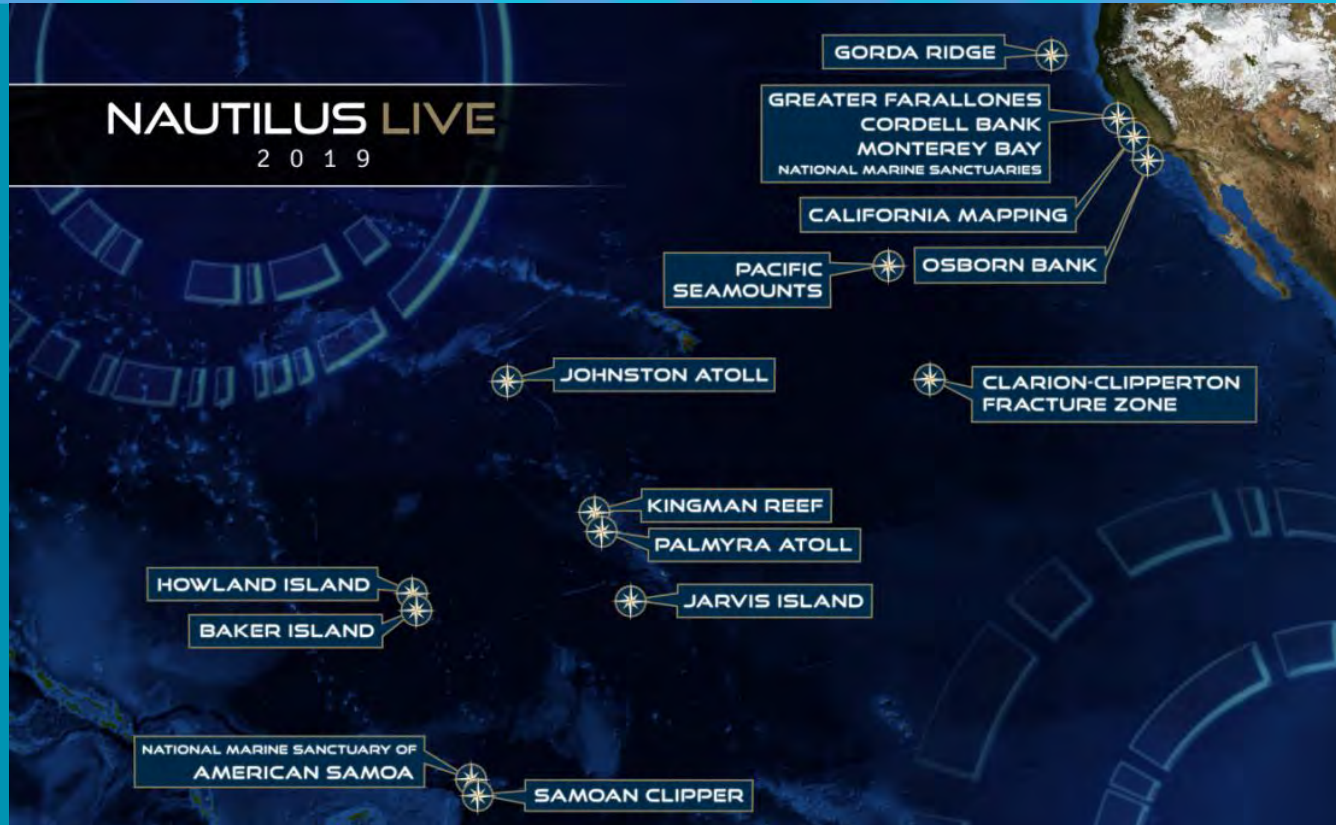 NAUTILUS LIVE
2019
GORDA RIDGE
GREATER FARALLONES
CORDELL BANK
MONTEREY BAY
NATIONAL MARINE SANCTUARIES
CALIFORNIA MAPPING
PACIFIC
SEAMOUNTS
OSBORN BANK
JOHNSTON ATOLL
CLARION-CLIPPERTON
FRACTURE ZONE
KINGMAN REEF
PALMYRA ATOLL
HOWLAND ISLAND
BAKER ISLAND
JARVIS ISLAND
NATIONAL MARINE SANCTUARY OF
AMERICAN SAMOA
SAMOAN CLIPPER